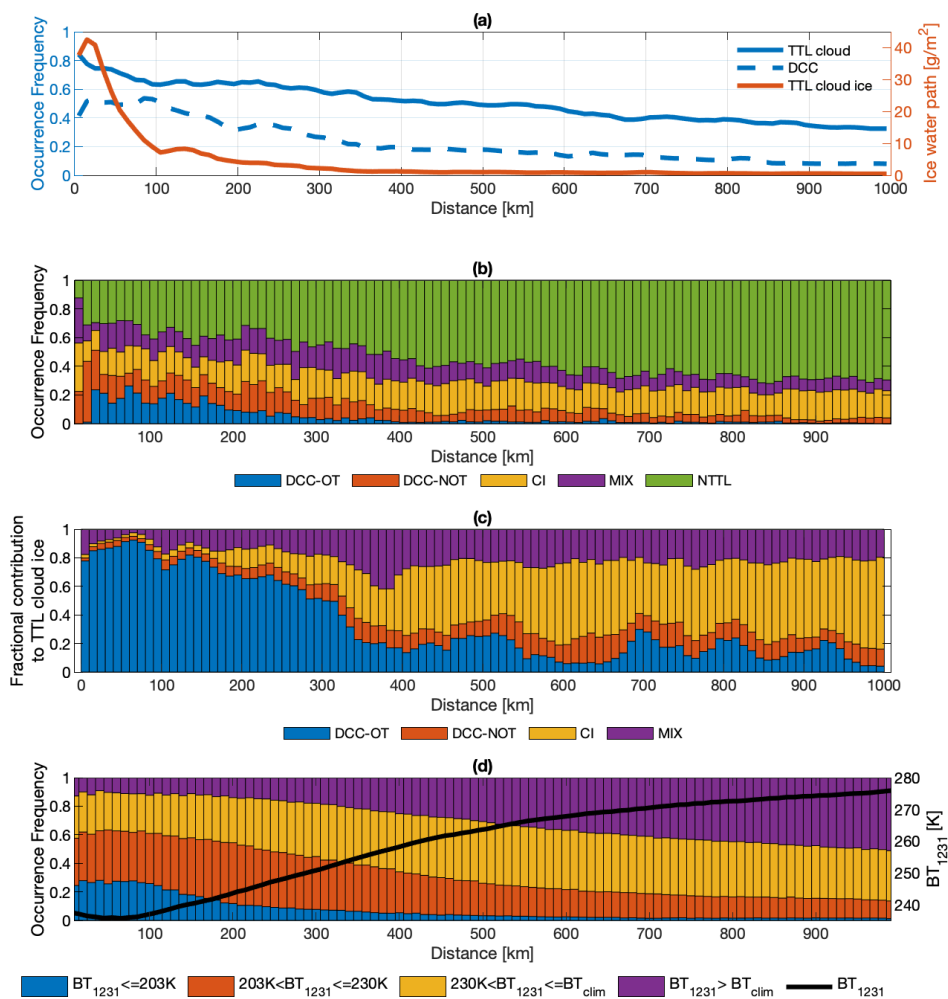 (a)
1
0.8
0.6
0.4
0.2
0
Occurrence Frequency
TTL cloud
DCC
TTL cloud ice
40
30
20
10
0
Ice water path [g/m²]
0 100 200 300 400 500 600 700 800 900 1000
Distance [km]
(b)
1
0.8
0.6
0.4
0.2
0
Occurrence Frequency
100 200 300 400 500 600 700 800 900
Distance [km]
DCC-OT DCC-NOT CI MIX NTTL
(c)
1
0.8
0.6
0.4
0.2
0
Fractional contribution
to TTL cloud ice
0 100 200 300 400 500 600 700 800 900 1000
Distance [km]
DCC-OT DCC-NOT CI MIX
(d)
1
0.8
0.6
0.4
0.2
0
Occurrence Frequency
280
270
260
250
240
BT₁₂₃₁ [K]
100 200 300 400 500 600 700 800 900
Distance [km]
BT₁₂₃₁<=203K 203K<BT₁₂₃₁<=230K 230K<BT₁₂₃₁<=BT_clim BT₁₂₃₁> BT_clim BT₁₂₃₁